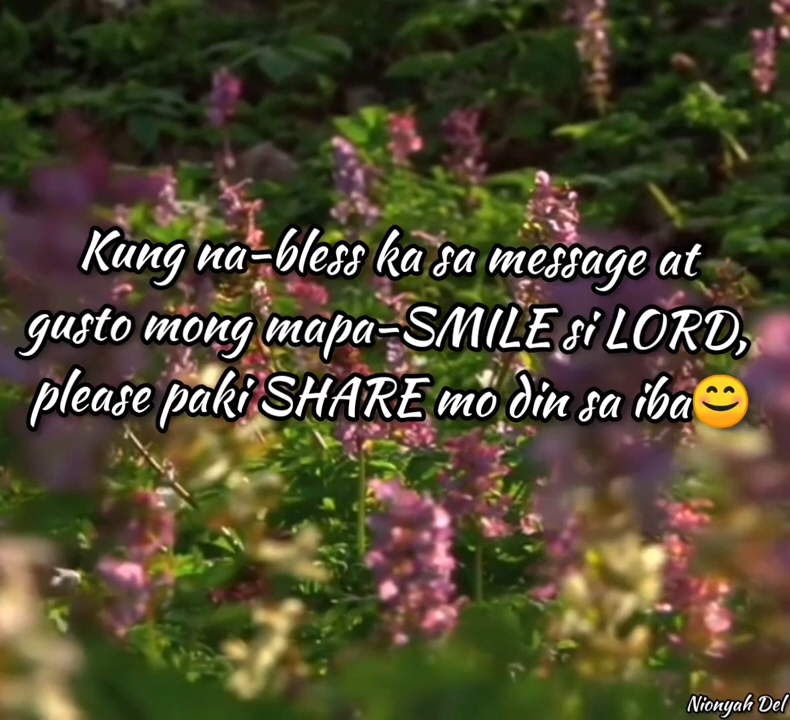 Kung na-bless ka sa message at
gusto mong mapa-SMILE si LORD,
please paki SHARE mo din sa iba😊
Nionyah Del